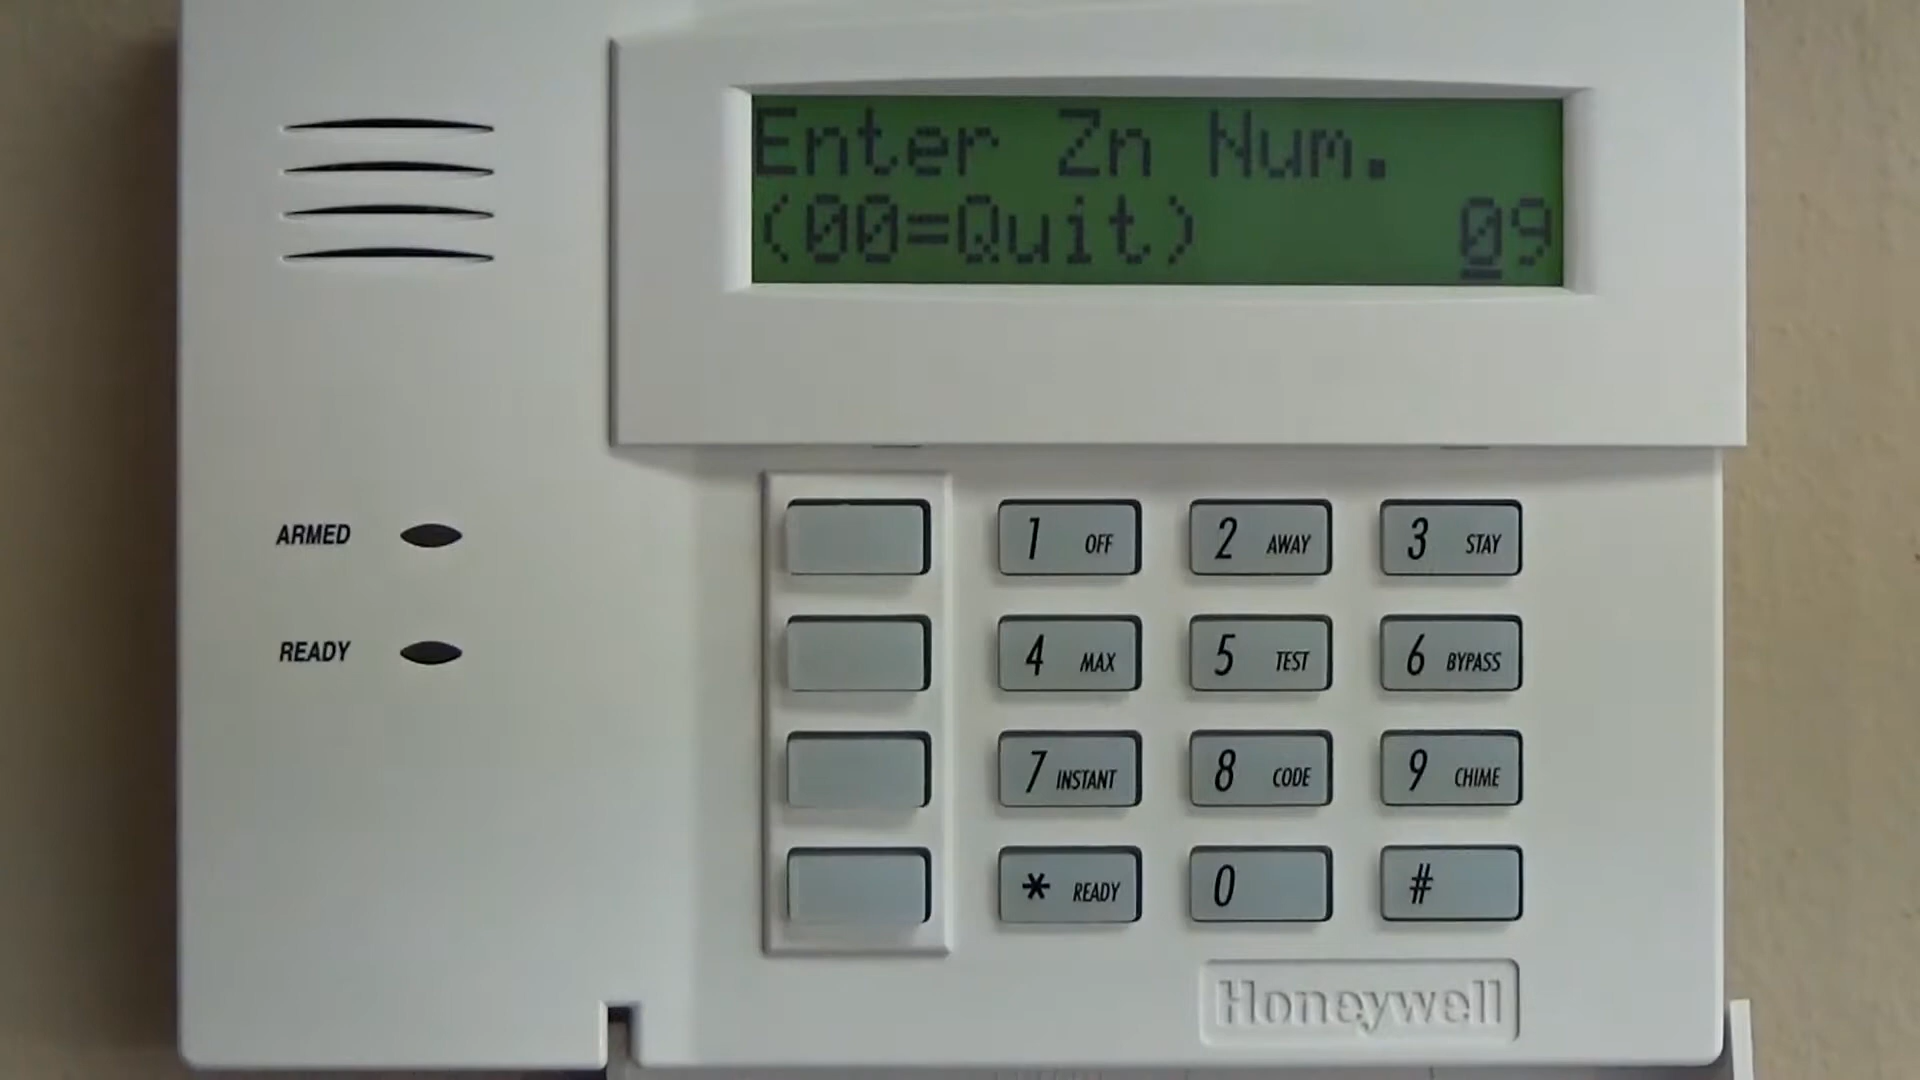 Enter Zn Num.
(00=Quit) 09
ARMED
READY
1 OFF
2 AWAY
3 STAY
4 MAX
5 TEST
6 BYPASS
7 INSTANT
8 CODE
9 CHIME
* READY
0
#
Honeywell